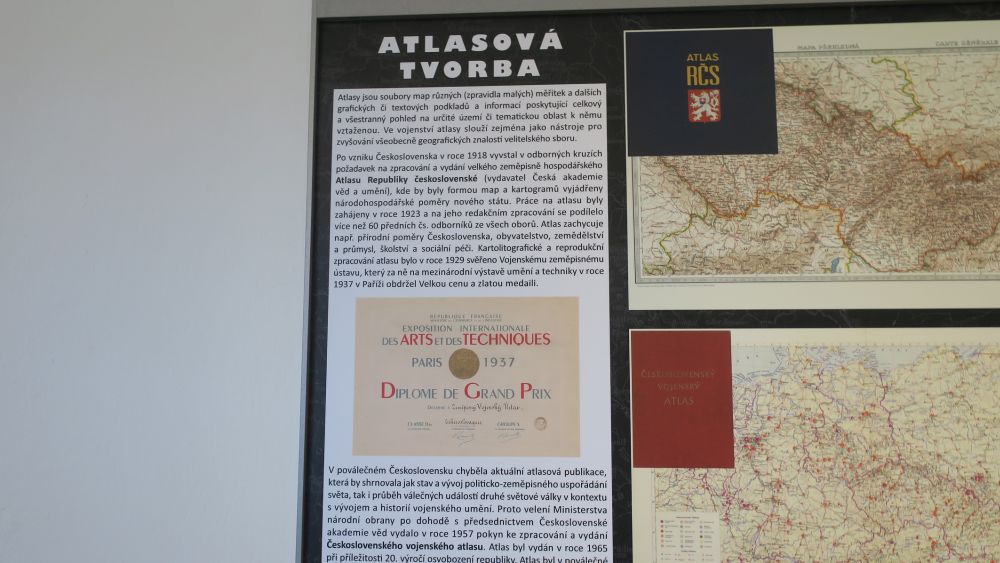 ATLASOVÁ
TVORBA
Atlasy jsou soubory map různých (zpravidla malých) měřítek a dalších
grafických či textových podkladů a informací poskytující celkový
a všestranný pohled na určité území či tematickou oblast k němu
vztaženou. Ve vojenství atlasy slouží zejména jako nástroje pro
zvyšování všeobecně geografických znalostí velitelského sboru.
Po vzniku Československa v roce 1918 vyvstal v odborných kruzích
požadavek na zpracování a vydání velkého zeměpisně hospodářského
Atlasu Republiky československé (vydavatel Česká akademie
věd a umění), kde by byly formou map a kartogramů vyjádřeny
národohospodářské poměry nového státu. Práce na atlasu byly
zahájeny v roce 1923 a na jeho redakčním zpracování se podílelo
více než 60 předních čs. odborníků ze všech oborů. Atlas zachycuje
např. přírodní poměry Československa, obyvatelstvo, zemědělství
a průmysl, školství a sociální péči. Kartolitografické a reprodukční
zpracování atlasu bylo v roce 1929 svěřeno Vojenskému zeměpisnému
ústavu, který za ně na mezinárodní výstavě umění a techniky v roce
1937 v Paříži obdržel Velkou cenu a zlatou medaili.
RÉPUBLIQUE FRANÇAISE
EXPOSITION INTERNATIONALE
DES ARTS ET DES TECHNIQUES
PARIS 1937
DIPLOME DE GRAND PRIX
V poválečném Československu chyběla aktuální atlasová publikace,
která by shrnovala jak stav a vývoj politicko-zeměpisného uspořádání
světa, tak i průběh válečných událostí druhé světové války v kontextu
s vývojem a historií vojenského umění. Proto velení Ministerstva
národní obrany po dohodě s předsednictvem Československé
akademie věd vydalo v roce 1957 pokyn ke zpracování a vydání
Československého vojenského atlasu. Atlas byl vydán v roce 1965
při příležitosti 20. výročí osvobození republiky. Atlas byl v poválečné
ATLAS
RČS
ČESKOSLOVENSKÝ
VOJENSKÝ
ATLAS